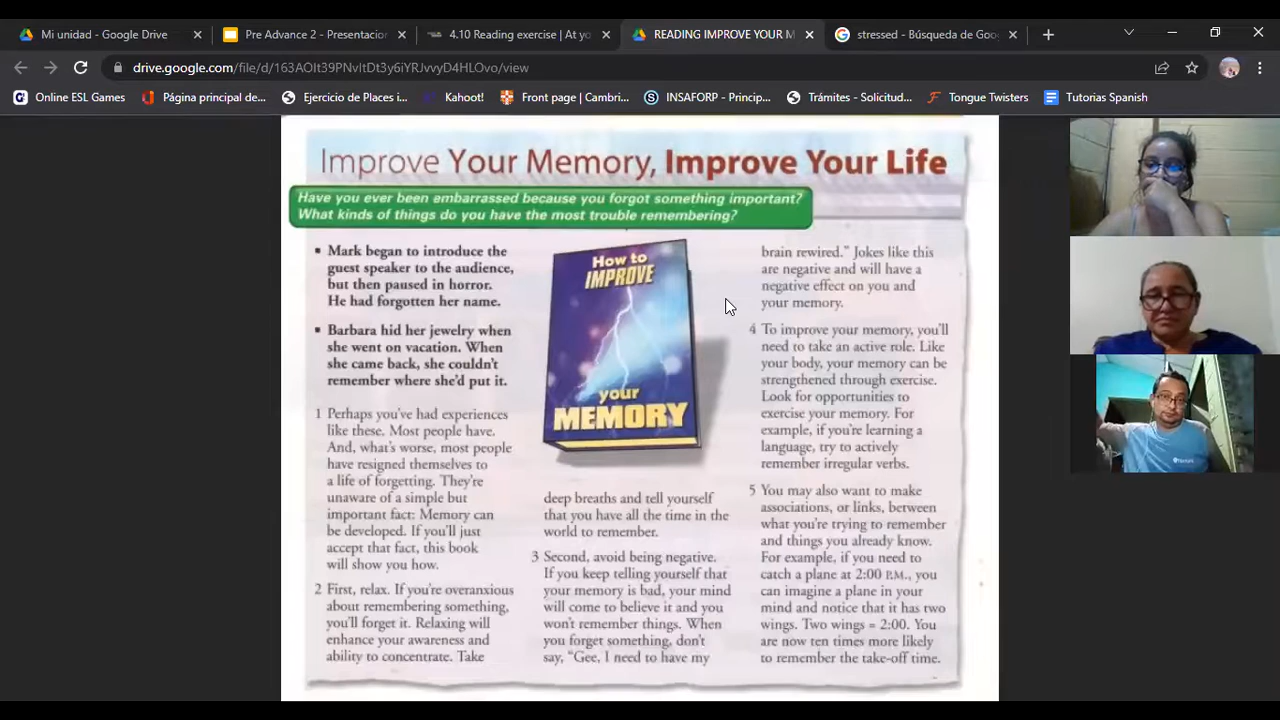 Mi unidad - Google Drive
Pre Advance 2 - Presentacion
4.10 Reading exercise | At yo
READING IMPROVE YOUR M
stressed - Búsqueda de Goo
drive.google.com/file/d/163AOIt39PNvItDt3y6iYRJvvyD4HLOvo/view
Online ESL Games
Página principal de...
Ejercicio de Places i...
Kahoot!
Front page | Cambri...
INSAFORP - Princip...
Trámites - Solicitud...
Tongue Twisters
Tutorias Spanish
Improve Your Memory, Improve Your Life
Have you ever been embarrassed because you forgot something important?
What kinds of things do you have the most trouble remembering?
▪ Mark began to introduce the
guest speaker to the audience,
but then paused in horror.
He had forgotten her name.
▪ Barbara hid her jewelry when
she went on vacation. When
she came back, she couldn't
remember where she'd put it.
1 Perhaps you've had experiences
like these. Most people have.
And, what's worse, most people
have resigned themselves to
a life of forgetting. They're
unaware of a simple but
important fact: Memory can
be developed. If you'll just
accept that fact, this book
will show you how.
2 First, relax. If you're overanxious
about remembering something,
you'll forget it. Relaxing will
enhance your awareness and
ability to concentrate. Take
How to
IMPROVE
your
MEMORY
deep breaths and tell yourself
that you have all the time in the
world to remember.
3 Second, avoid being negative.
If you keep telling yourself that
your memory is bad, your mind
will come to believe it and you
won't remember things. When
you forget something, don't
say, "Gee, I need to have my
brain rewired." Jokes like this
are negative and will have a
negative effect on you and
your memory.
4 To improve your memory, you'll
need to take an active role. Like
your body, your memory can be
strengthened through exercise.
Look for opportunities to
exercise your memory. For
example, if you're learning a
language, try to actively
remember irregular verbs.
5 You may also want to make
associations, or links, between
what you're trying to remember
and things you already know.
For example, if you need to
catch a plane at 2:00 P.M., you
can imagine a plane in your
mind and notice that it has two
wings. Two wings = 2:00. You
are now ten times more likely
to remember the take-off time.